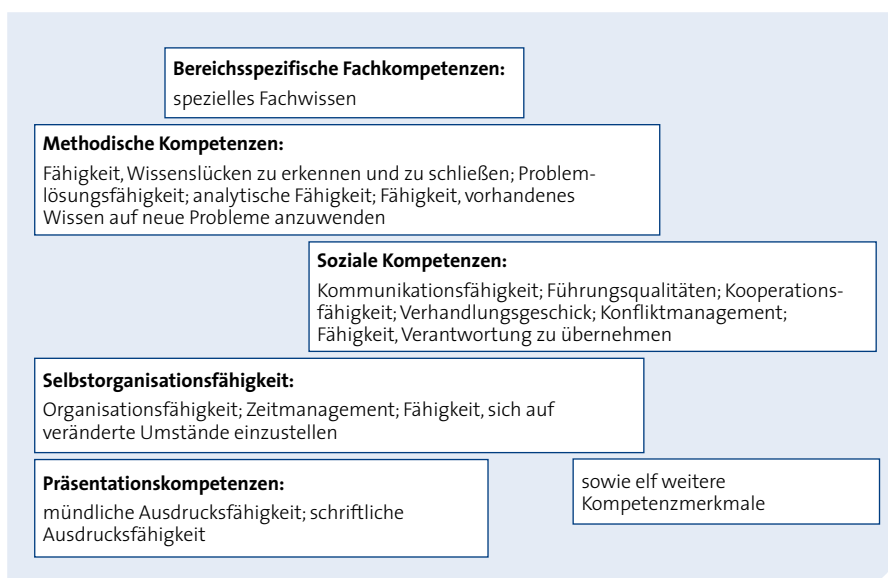 Bereichsspezifische Fachkompetenzen:
spezielles Fachwissen
Methodische Kompetenzen:
Fähigkeit, Wissenslücken zu erkennen und zu schließen; Problem-
lösungsfähigkeit; analytische Fähigkeit; Fähigkeit, vorhandenes
Wissen auf neue Probleme anzuwenden
Soziale Kompetenzen:
Kommunikationsfähigkeit; Führungsqualitäten; Kooperations-
fähigkeit; Verhandlungsgeschick; Konfliktmanagement;
Fähigkeit, Verantwortung zu übernehmen
Selbstorganisationsfähigkeit:
Organisationsfähigkeit; Zeitmanagement; Fähigkeit, sich auf
veränderte Umstände einzustellen
Präsentationskompetenzen:
mündliche Ausdrucksfähigkeit; schriftliche
Ausdrucksfähigkeit
sowie elf weitere
Kompetenzmerkmale